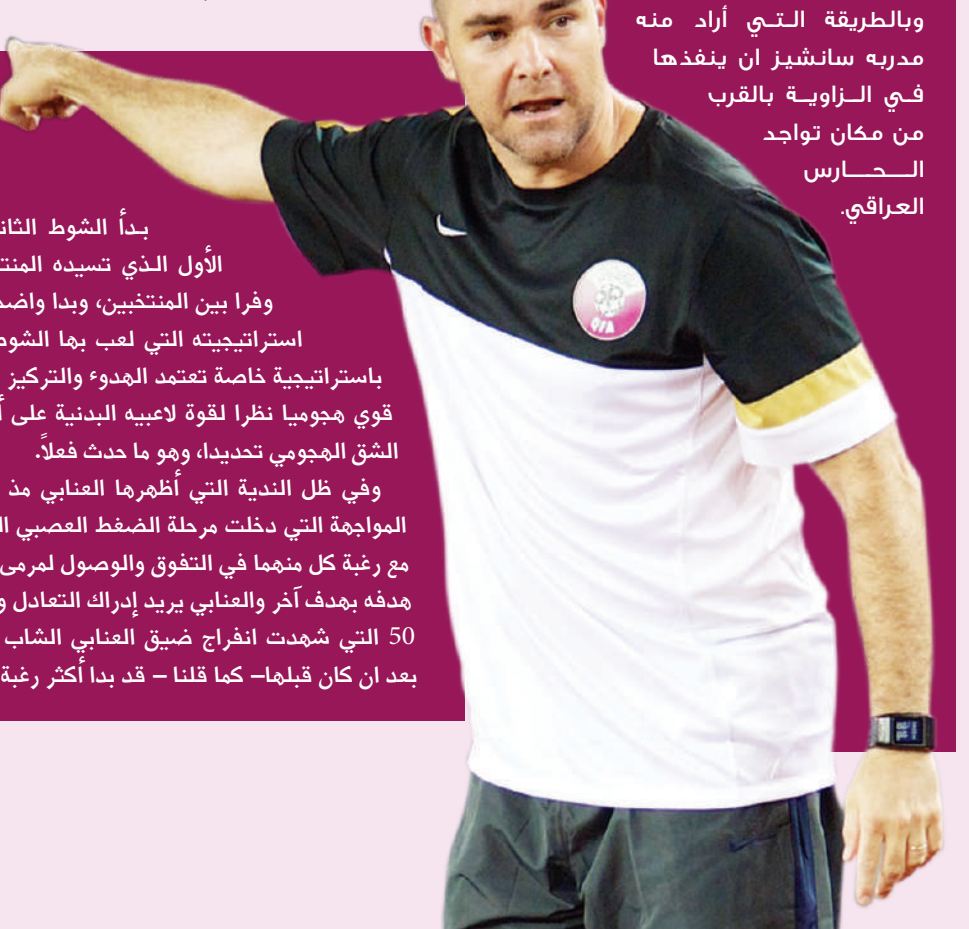 وبالطريقة التي أراد منه
مدربه سانشيز ان ينفذها
في الزاوية بالقرب
من مكان تواجد
الحارس
العراقي.
بدأ الشوط
الأول الذي تسيده
وفرا بين المنتخبين، وبدا
استراتيجيته التي لعب بها
باستراتيجية خاصة تعتمد الهدوء والتركيز
قوي هجوميا نظرا لقوة لاعبيه البدنية على
الشق الهجومي تحديدا، وهو ما حدث فعلاً.
وفي ظل الندية التي أظهرها العنابي مذ
المواجهة التي دخلت مرحلة الضغط العصبي
مع رغبة كل منهما في التفوق والوصول لمرمى
هدفه بهدف آخر والعنابي يريد إدراك التعادل و
50 التي شهدت انفراج ضيق العنابي الشاب
بعد ان كان قبلها– كما قلنا – قد بدا أكثر رغبة
QFA